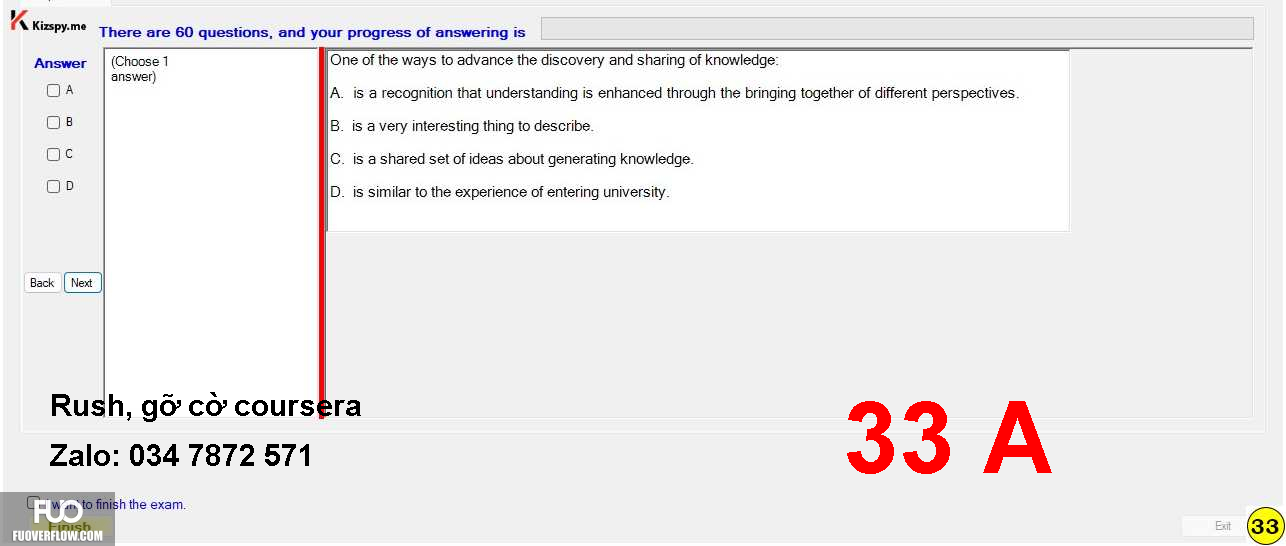 Kizspy.me
There are 60 questions, and your progress of answering is
Answer
A
B
C
D
Back
Next
(Choose 1
answer)
One of the ways to advance the discovery and sharing of knowledge:
A. is a recognition that understanding is enhanced through the bringing together of different perspectives.
B. is a very interesting thing to describe.
C. is a shared set of ideas about generating knowledge.
D. is similar to the experience of entering university.
Rush, gỡ cờ coursera
Zalo: 034 7872 571
33 A
I want to finish the exam.
Finish
FUO
FUOVERFLOW.COM
Exit
33